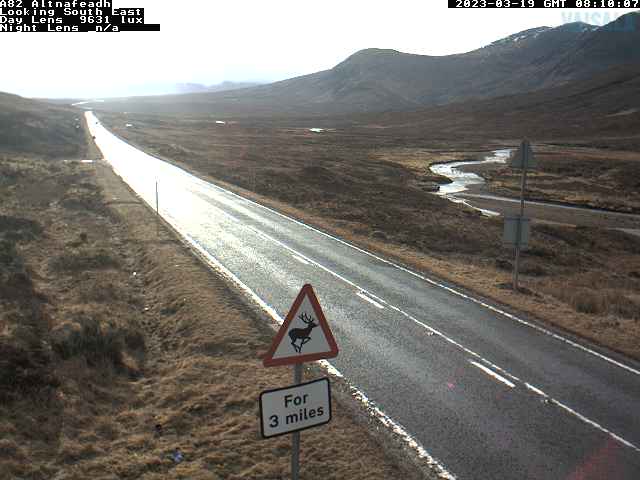 A82 Altnafeadh
Looking South East
Day Lens 9631 lux
Night Lens n/a
2023-03-19 GMT 08:10:07
VAISALA
For
3 miles